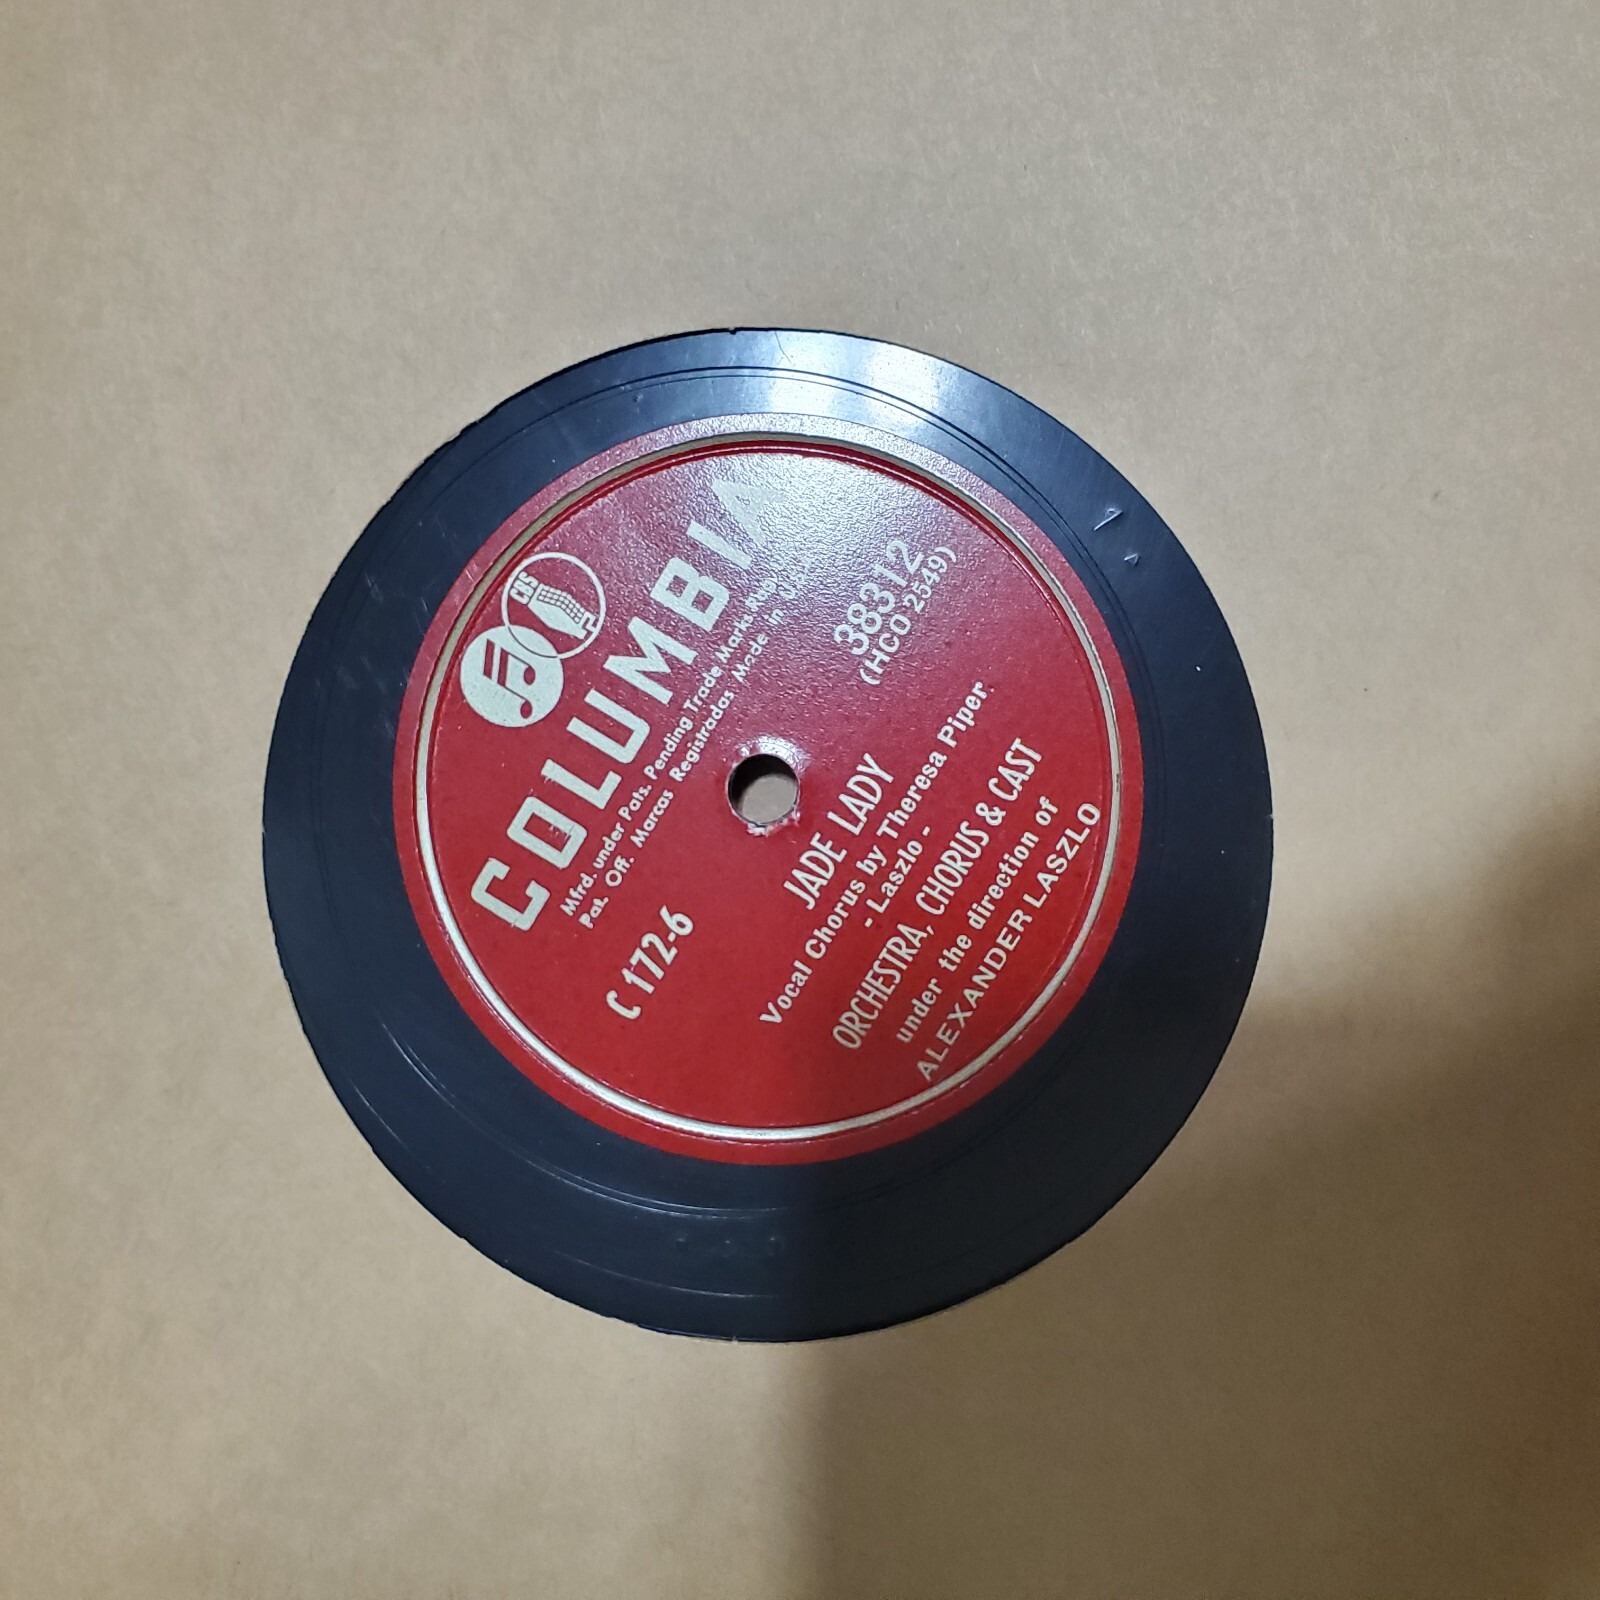 CBS
COLUMBIA
Mfrd. under Pats. Pending Trade Marks Reg.
Pat. Off. Marcas Registradas Made in U.S.A.
38312
(HCO 2549)
C 172-6
JADE LADY
Vocal Chorus by Theresa Piper.
- Laszlo -
ORCHESTRA, CHORUS & CAST
under the direction of
ALEXANDER LASZLO